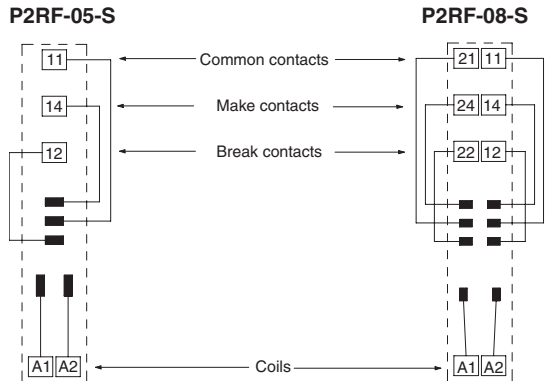 P2RF-05-S P2RF-08-S
11 Common contacts 21 11
14 Make contacts 24 14
12 Break contacts 22 12
A1 A2 Coils A1 A2